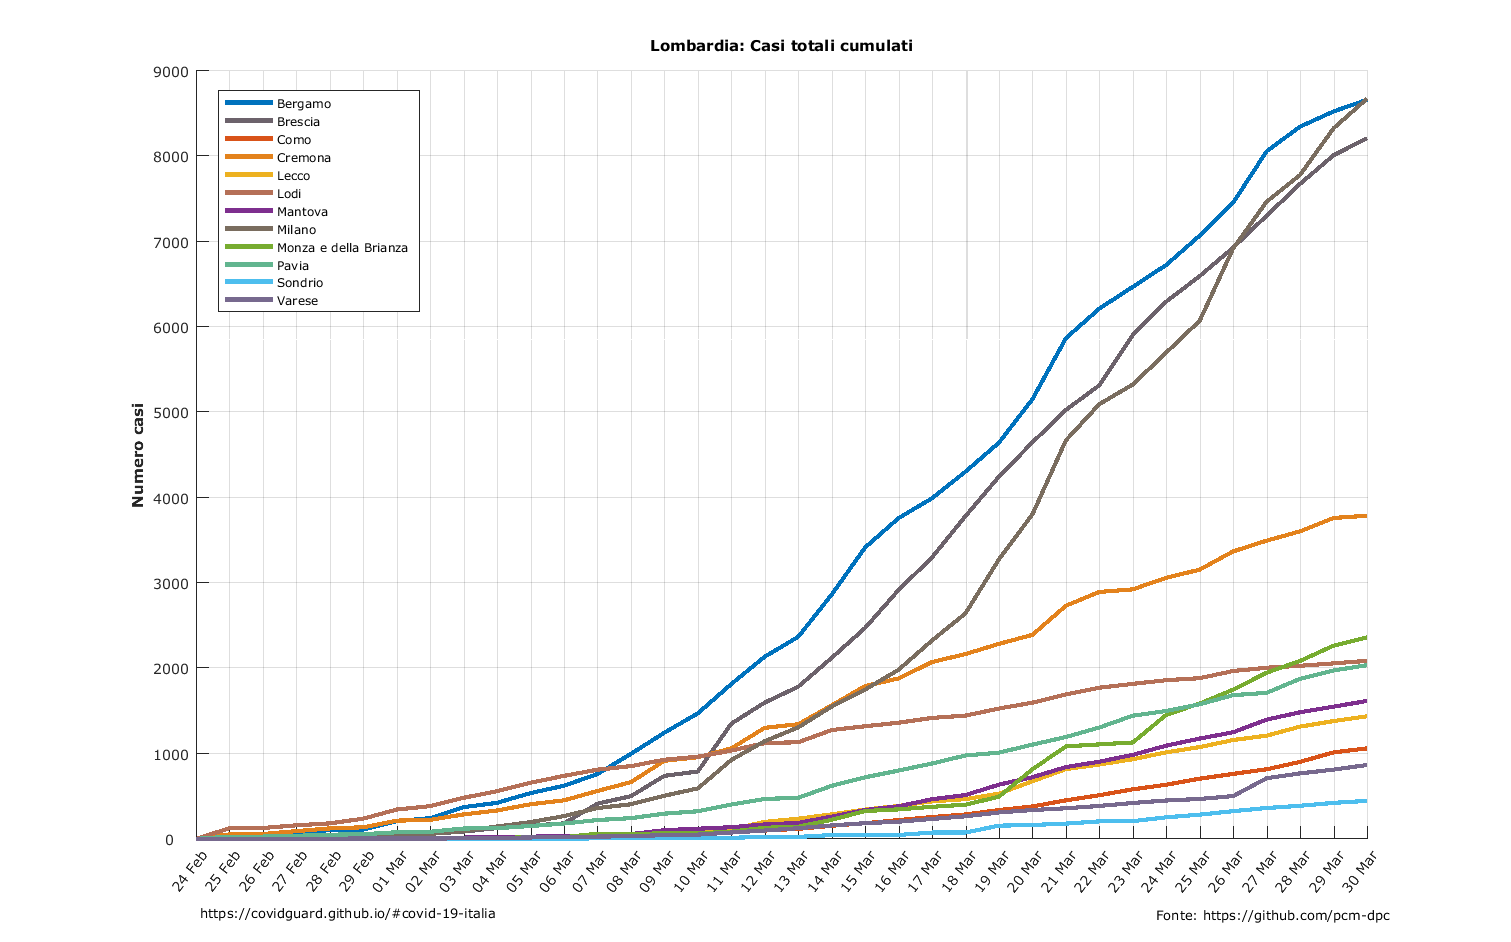 Lombardia: Casi totali cumulati
9000
8000
7000
6000
5000
4000
3000
2000
1000
0
Numero casi
Bergamo
Brescia
Como
Cremona
Lecco
Lodi
Mantova
Milano
Monza e della Brianza
Pavia
Sondrio
Varese
24 Feb
25 Feb
26 Feb
27 Feb
28 Feb
29 Feb
01 Mar
02 Mar
03 Mar
04 Mar
05 Mar
06 Mar
07 Mar
08 Mar
09 Mar
10 Mar
11 Mar
12 Mar
13 Mar
14 Mar
15 Mar
16 Mar
17 Mar
18 Mar
19 Mar
20 Mar
21 Mar
22 Mar
23 Mar
24 Mar
25 Mar
26 Mar
27 Mar
28 Mar
29 Mar
30 Mar
https://covidguard.github.io/#covid-19-italia
Fonte: https://github.com/pcm-dpc